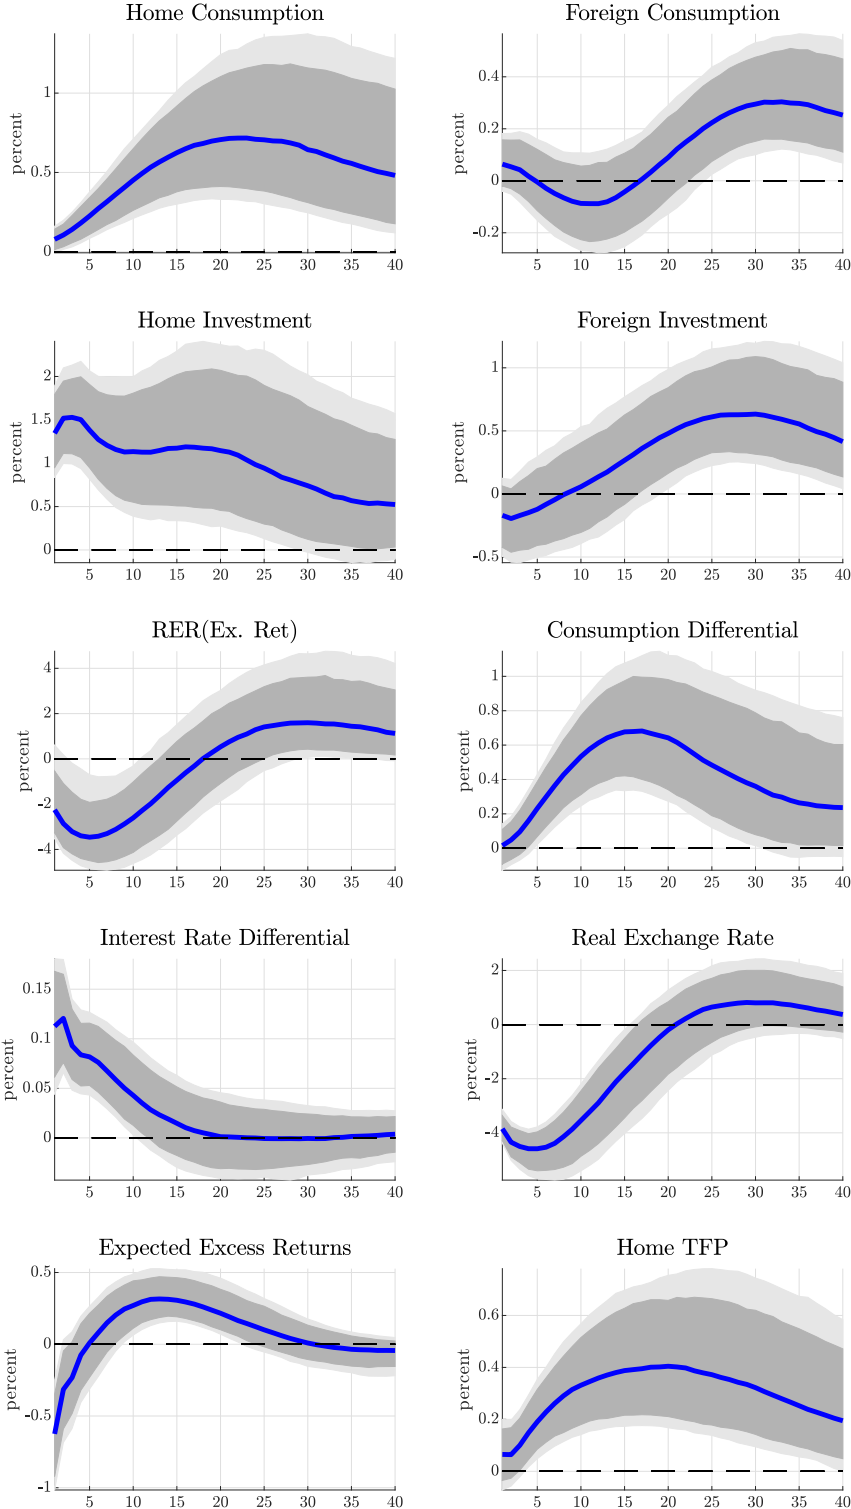 Home Consumption
percent
1
0.5
0
5 10 15 20 25 30 35 40
Foreign Consumption
percent
0.4
0.2
0
-0.2
5 10 15 20 25 30 35 40
Home Investment
percent
2
1.5
1
0.5
0
5 10 15 20 25 30 35 40
Foreign Investment
percent
1
0.5
0
-0.5
5 10 15 20 25 30 35 40
RER(Ex. Ret)
percent
4
2
0
-2
-4
5 10 15 20 25 30 35 40
Consumption Differential
percent
1
0.8
0.6
0.4
0.2
0
5 10 15 20 25 30 35 40
Interest Rate Differential
percent
0.15
0.1
0.05
0
5 10 15 20 25 30 35 40
Real Exchange Rate
percent
2
0
-2
-4
5 10 15 20 25 30 35 40
Expected Excess Returns
percent
0.5
0
-0.5
-1
5 10 15 20 25 30 35 40
Home TFP
percent
0.6
0.4
0.2
0
5 10 15 20 25 30 35 40